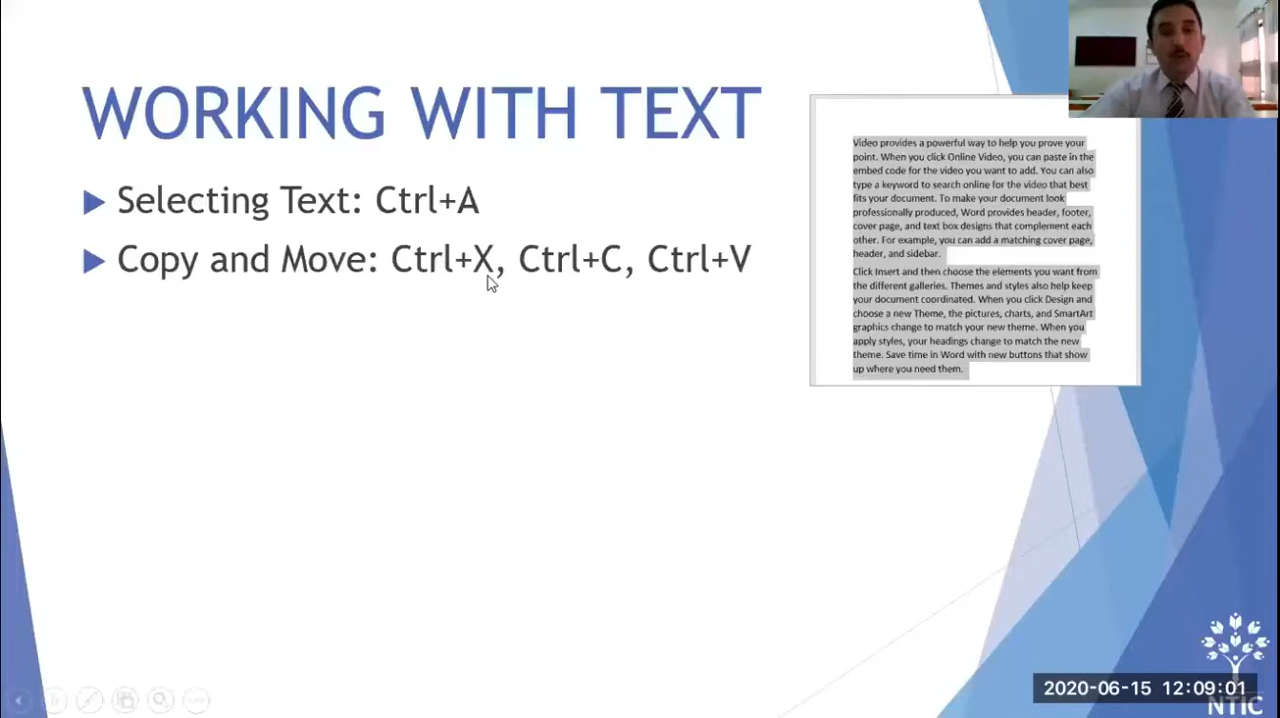 WORKING WITH TEXT
Selecting Text: Ctrl+A
Copy and Move: Ctrl+X, Ctrl+C, Ctrl+V
Video provides a powerful way to help you prove your
point. When you click Online Video, you can paste in the
embed code for the video you want to add. You can also
type a keyword to search online for the video that best
fits your document. To make your document look
professionally produced, Word provides header, footer,
cover page, and text box designs that complement each
other. For example, you can add a matching cover page,
header, and sidebar.
Click Insert and then choose the elements you want from
the different galleries. Themes and styles also help keep
your document coordinated. When you click Design and
choose a new Theme, the pictures, charts, and SmartArt
graphics change to match your new theme. When you
apply styles, your headings change to match the new
theme. Save time in Word with new buttons that show
up where you need them.
2020-06-15 12:09:01
NTIC